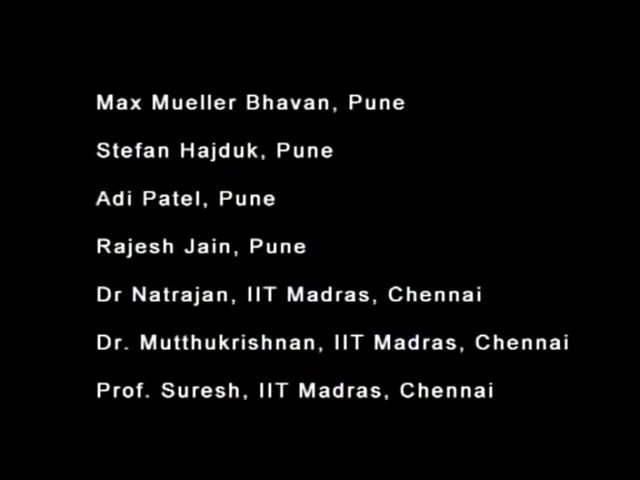 Max Mueller Bhavan, Pune
Stefan Hajduk, Pune
Adi Patel, Pune
Rajesh Jain, Pune
Dr Natrajan, IIT Madras, Chennai
Dr. Mutthukrishnan, IIT Madras, Chennai
Prof. Suresh, IIT Madras, Chennai